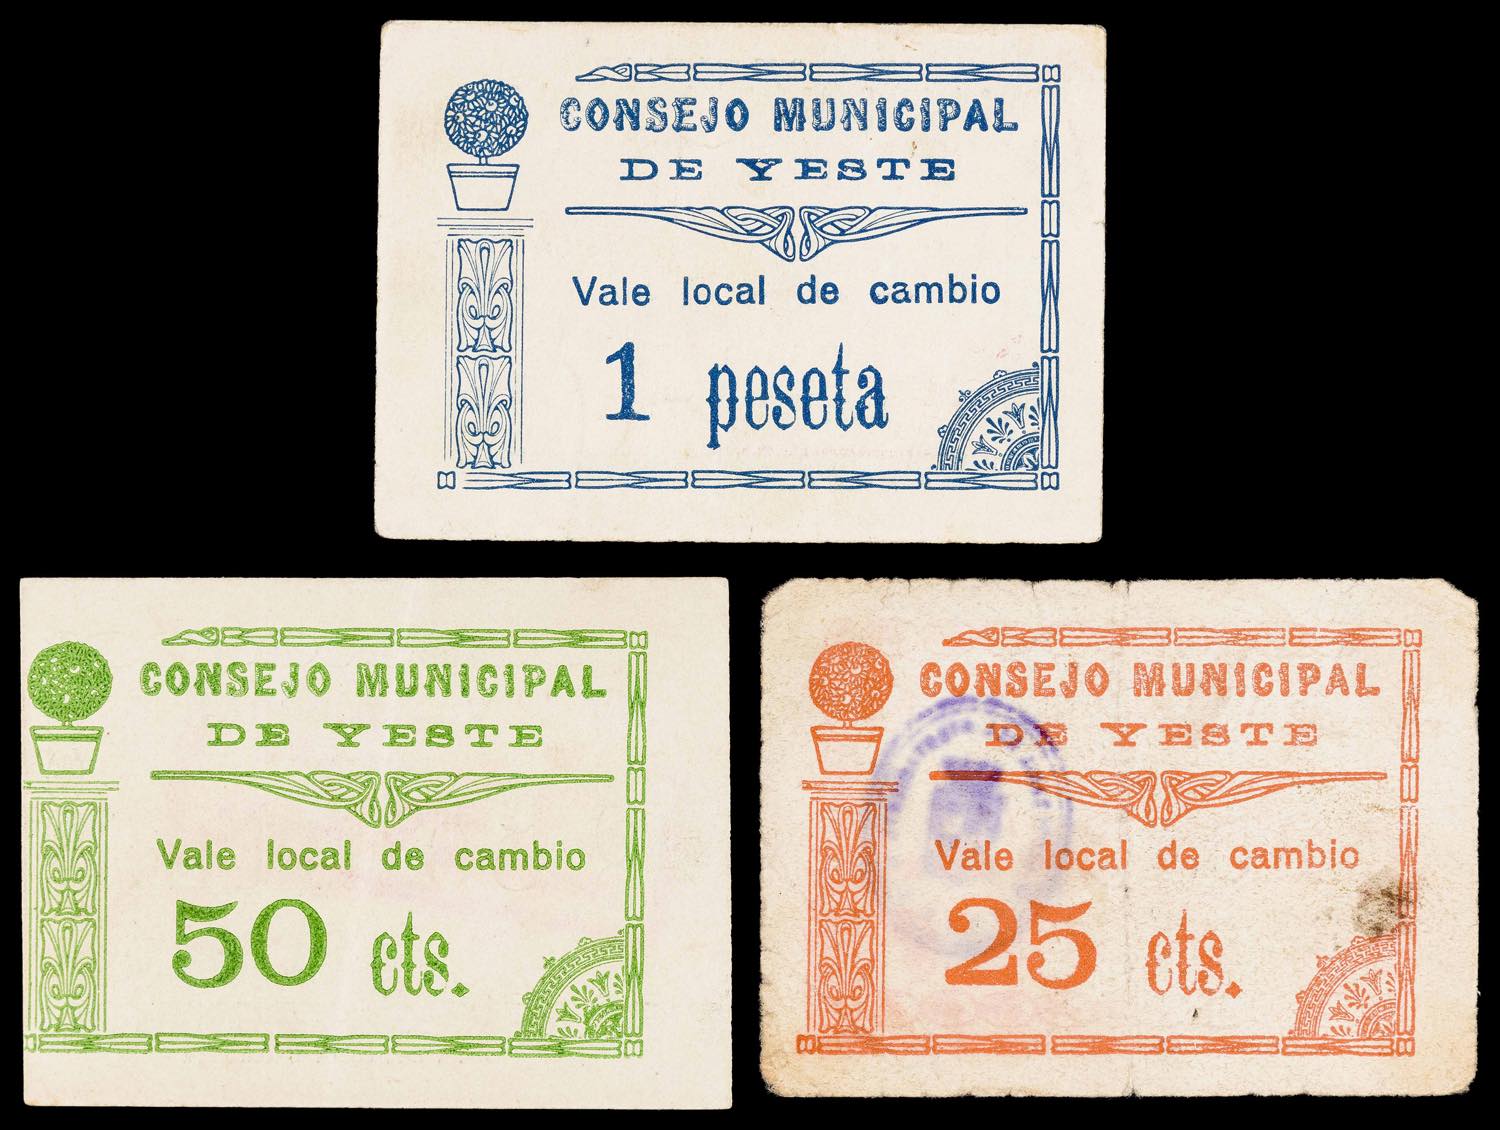 CONSEJO MUNICIPAL
DE YESTE
Vale local de cambio
1 peseta
CONSEJO MUNICIPAL
DE YESTE
Vale local de cambio
50 cts.
CONSEJO MUNICIPAL
DE YESTE
Vale local de cambio
25 cts.